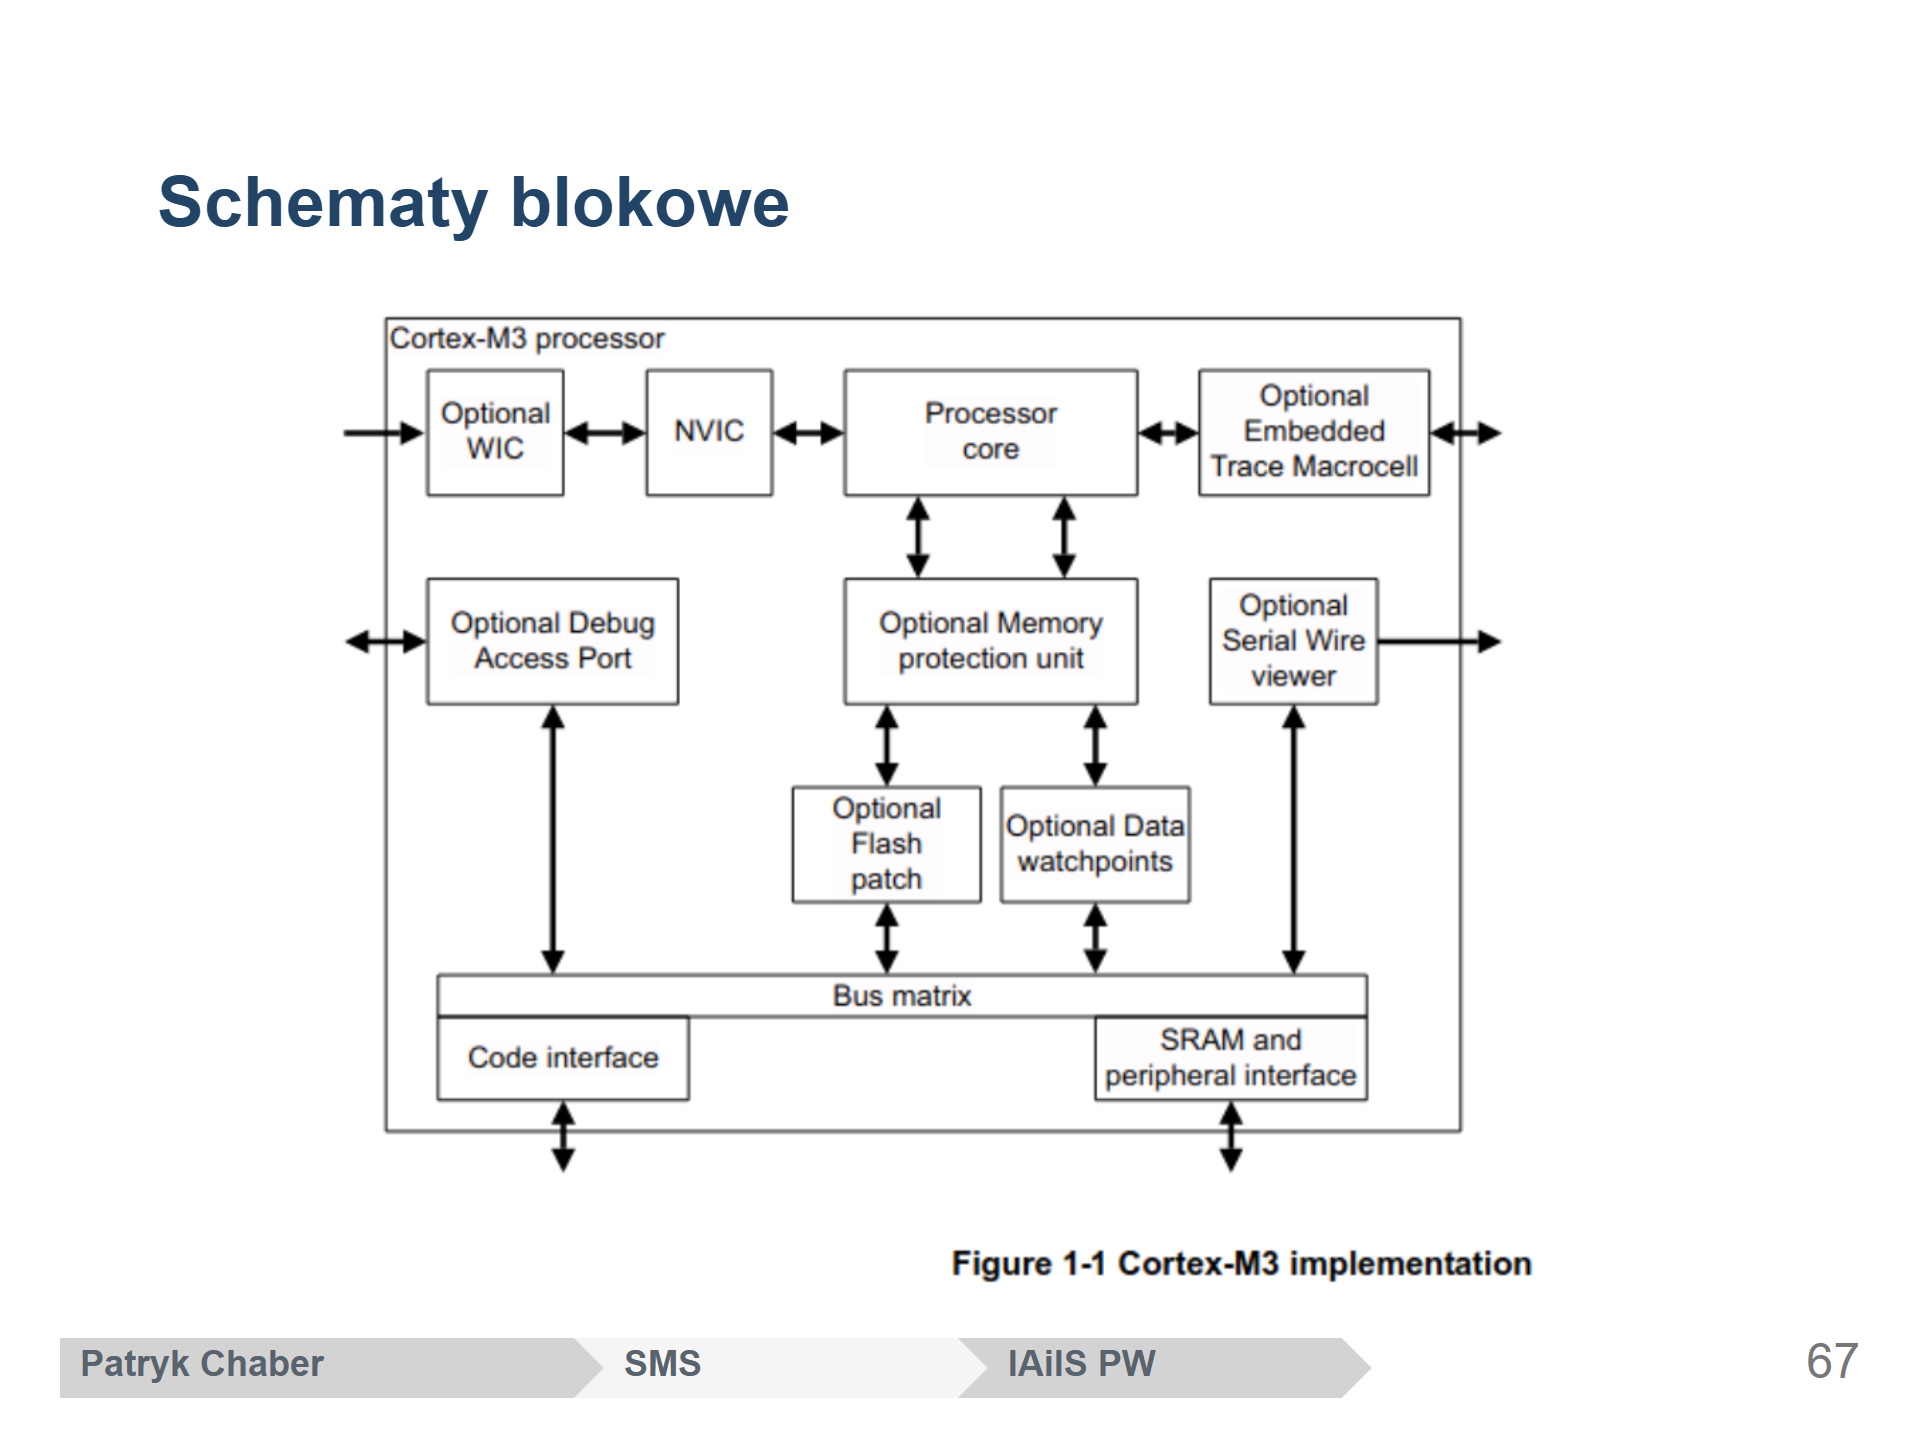 Schematy blokowe
Cortex-M3 processor
Optional
WIC
NVIC
Processor
core
Optional
Embedded
Trace Macrocell
Optional Debug
Access Port
Optional Memory
protection unit
Optional
Serial Wire
viewer
Optional
Flash
patch
Optional Data
watchpoints
Bus matrix
Code interface
SRAM and
peripheral interface
Figure 1-1 Cortex-M3 implementation
Patryk Chaber
SMS
IAiIS PW
67